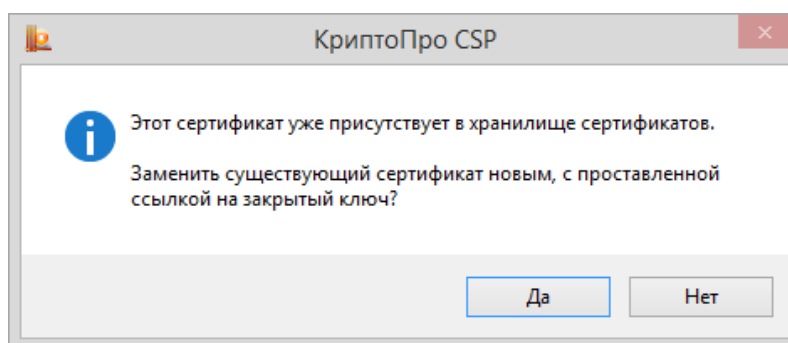 КриптоПро CSP
Этот сертификат уже присутствует в хранилище сертификатов.
Заменить существующий сертификат новым, с проставленной
ссылкой на закрытый ключ?
Да
Нет